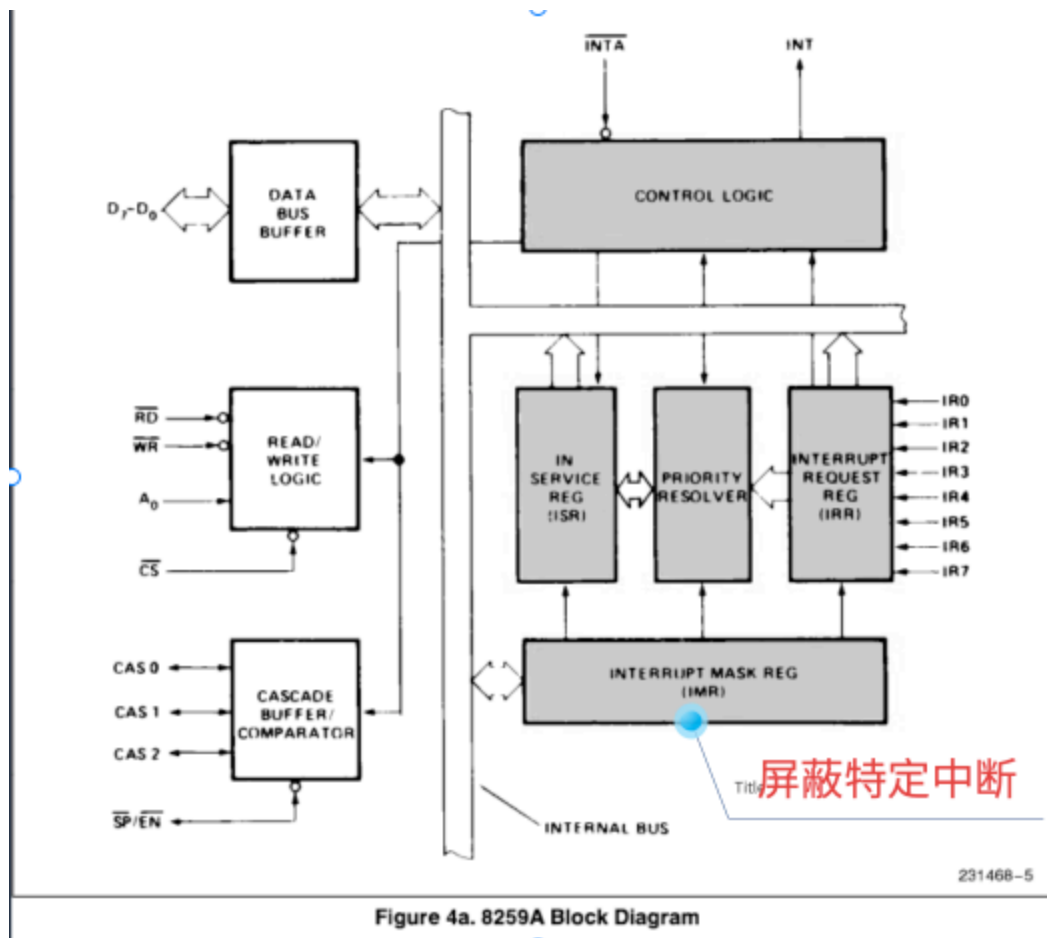 INTA
INT
DATA
BUS
BUFFER
D7-D0
CONTROL LOGIC
RD
WR
A0
CS
READ/
WRITE
LOGIC
IN
SERVICE
REG
(ISR)
PRIORITY
RESOLVER
INTERRUPT
REQUEST
REG
(IRR)
IR0
IR1
IR2
IR3
IR4
IR5
IR6
IR7
CAS 0
CAS 1
CAS 2
SP/EN
CASCADE
BUFFER/
COMPARATOR
INTERRUPT MASK REG
(IMR)
Title
屏蔽特定中断
INTERNAL BUS
231468-5
Figure 4a. 8259A Block Diagram